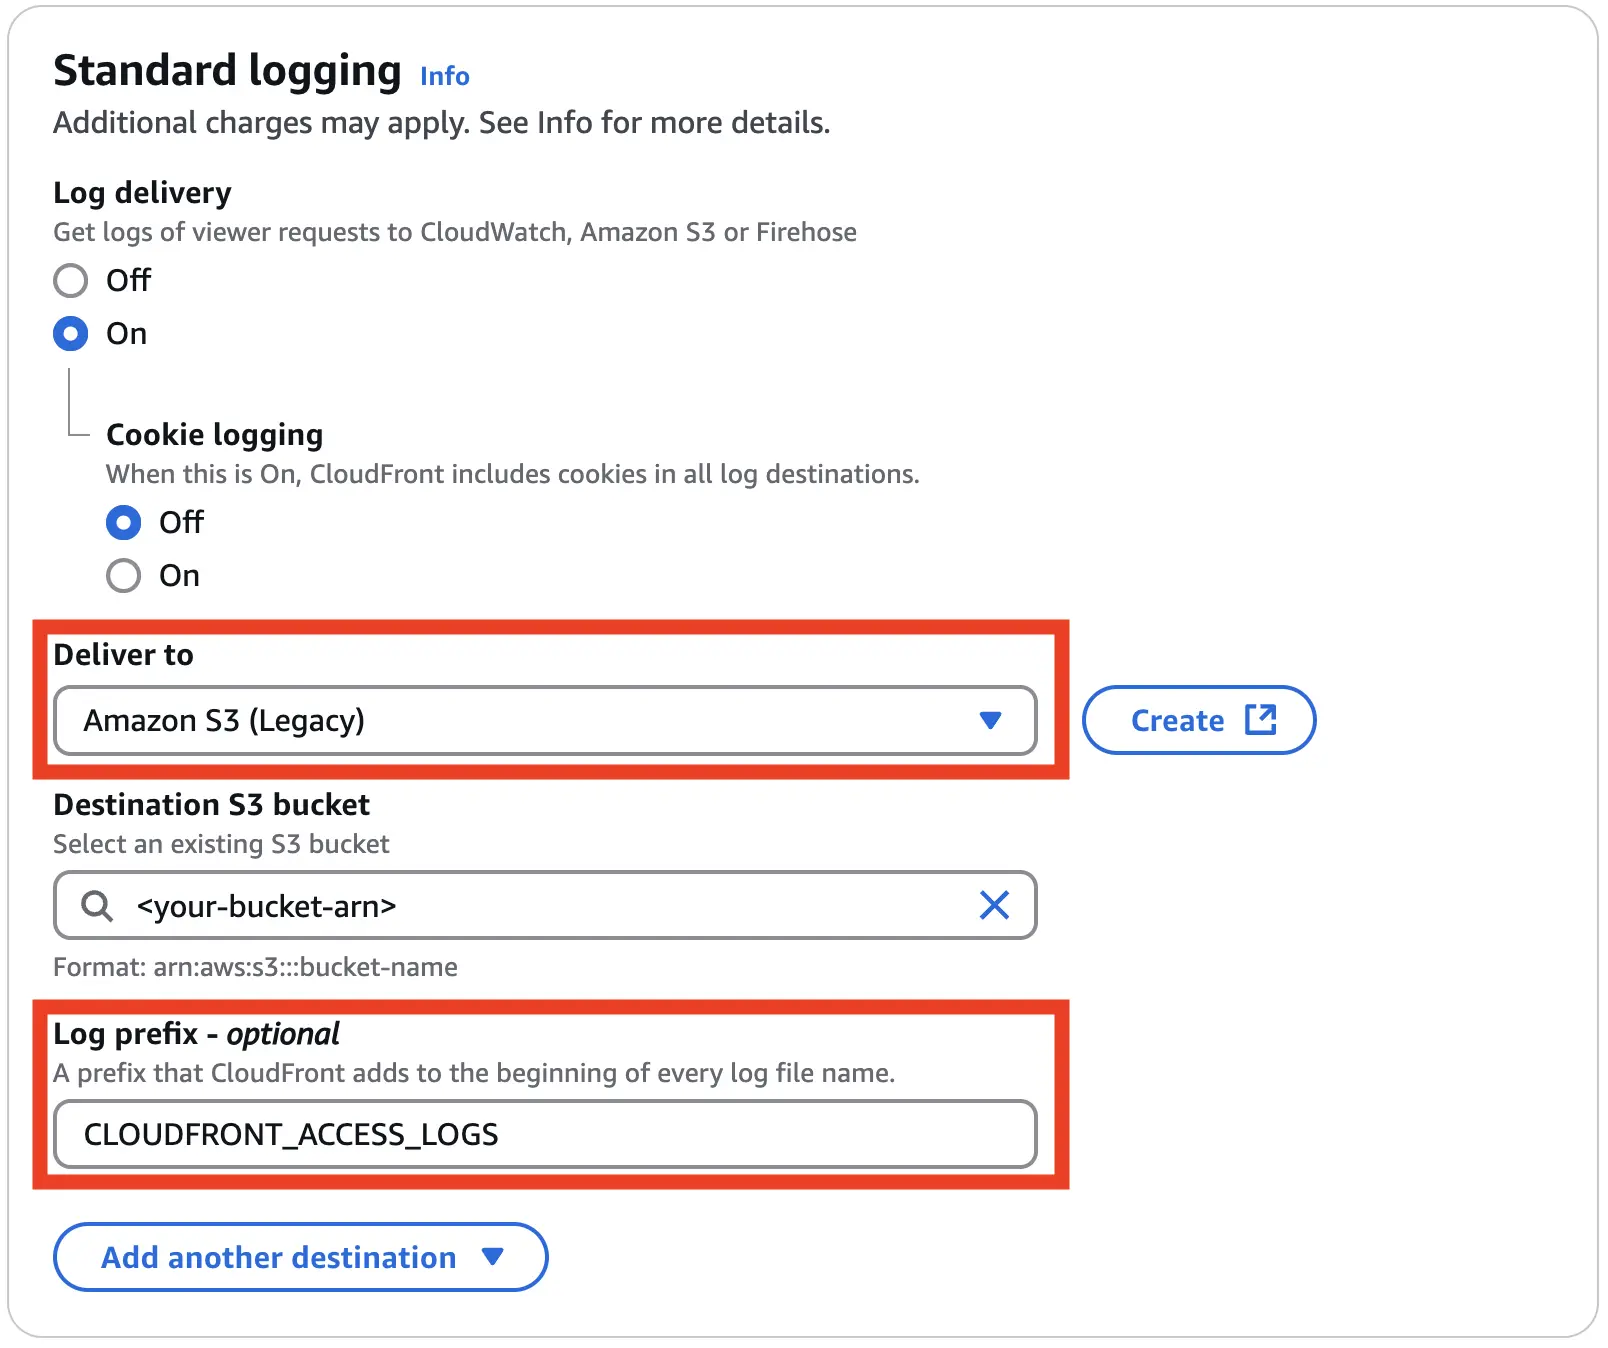 Standard logging Info
Additional charges may apply. See Info for more details.
Log delivery
Get logs of viewer requests to CloudWatch, Amazon S3 or Firehose
Off
On
Cookie logging
When this is On, CloudFront includes cookies in all log destinations.
Off
On
Deliver to
Amazon S3 (Legacy)
Create
Destination S3 bucket
Select an existing S3 bucket
<your-bucket-arn>
Format: arn:aws:s3:::bucket-name
Log prefix - optional
A prefix that CloudFront adds to the beginning of every log file name.
CLOUDFRONT_ACCESS_LOGS
Add another destination